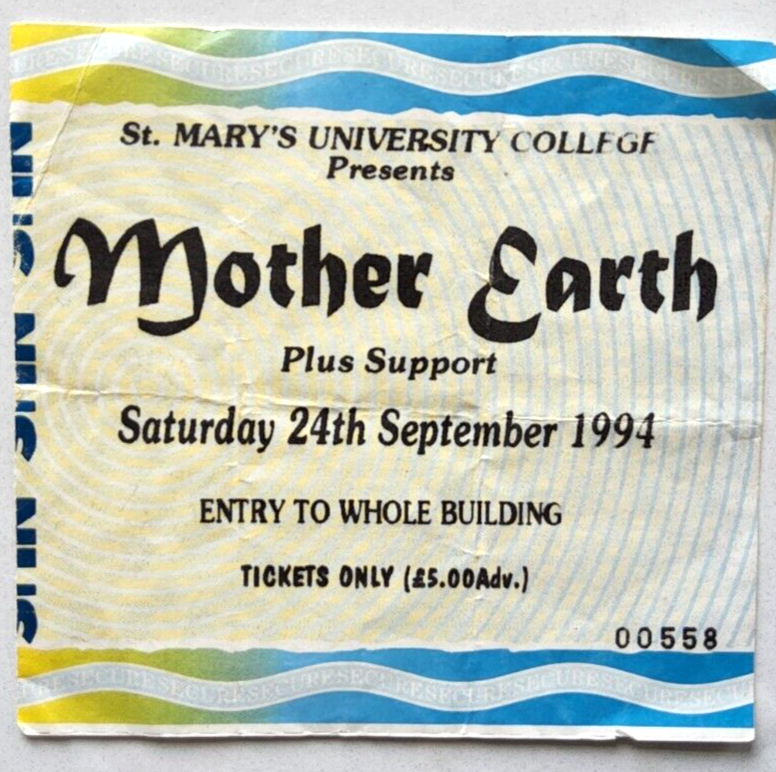 St. MARY'S UNIVERSITY COLLEGE
Presents
Mother Earth
Plus Support
Saturday 24th September 1994
ENTRY TO WHOLE BUILDING
TICKETS ONLY (£5.00Adv.)
00558